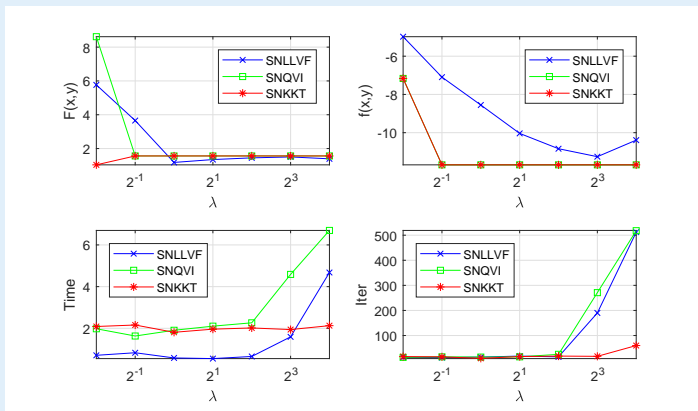 F(x,y)
8
6
4
2
SNLLVF
SNQVI
SNKKT
2^-1
2^1
2^3
λ
f(x,y)
-6
-8
-10
SNLLVF
SNQVI
SNKKT
2^-1
2^1
2^3
λ
Time
6
4
2
SNLLVF
SNQVI
SNKKT
2^-1
2^1
2^3
λ
Iter
500
400
300
200
100
SNLLVF
SNQVI
SNKKT
2^-1
2^1
2^3
λ